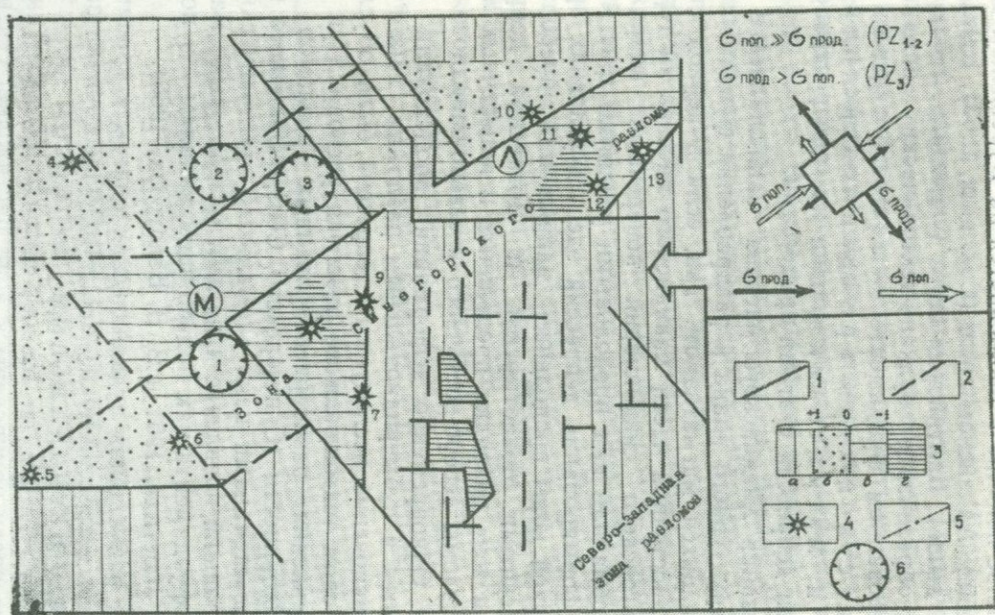 Ϭ поп. ≫ Ϭ прод. (PZ₁₋₂)
Ϭ прод > Ϭ поп. (PZ₃)
Ϭ поп.
Ϭ прод.
Ϭ прод
Ϭ поп
4
2
3
10
11
Λ
разлома
13
12
М
9
Снегорского
1
Зона
7
6
5
Северо-Западная
зона разломов
1
2
+1 0 -1
3
а б в г
4
5
6